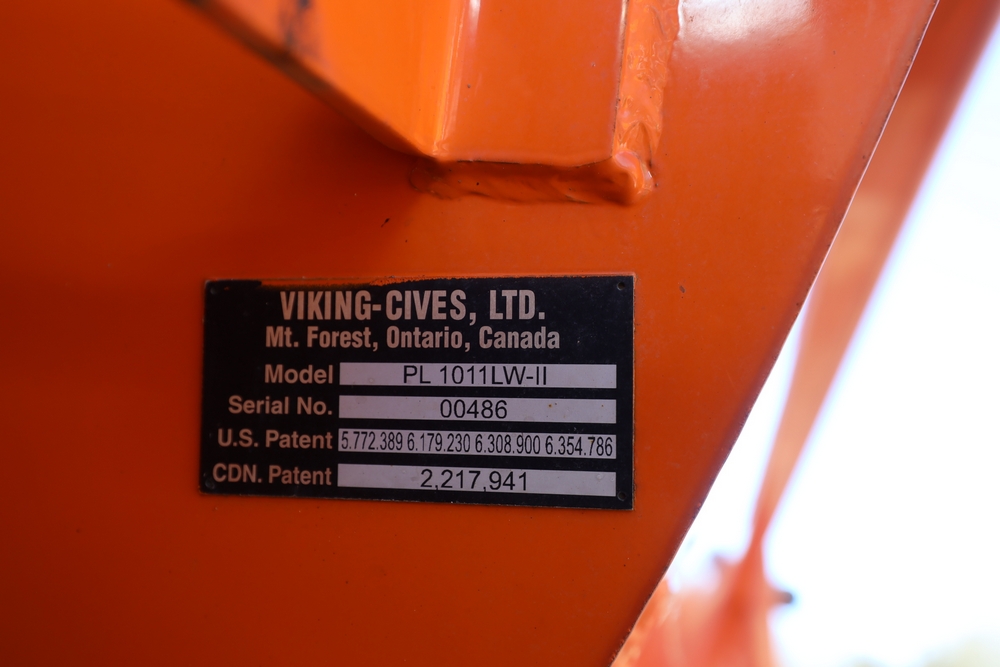 VIKING-CIVES, LTD.
Mt. Forest, Ontario, Canada
Model PL 1011LW-II
Serial No. 00486
U.S. Patent 5.772.389 6.179.230 6.308.900 6.354.786
CDN. Patent 2,217,941